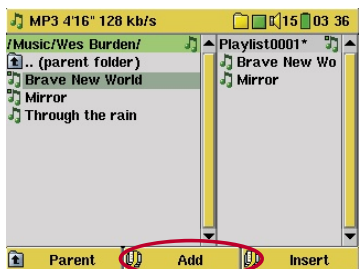 MP3 4'16" 128 kb/s 15 03 36
/Music/Wes Burden/
.. (parent folder)
Brave New World
Mirror
Through the rain
Playlist0001*
Brave New Wo
Mirror
Parent Add Insert